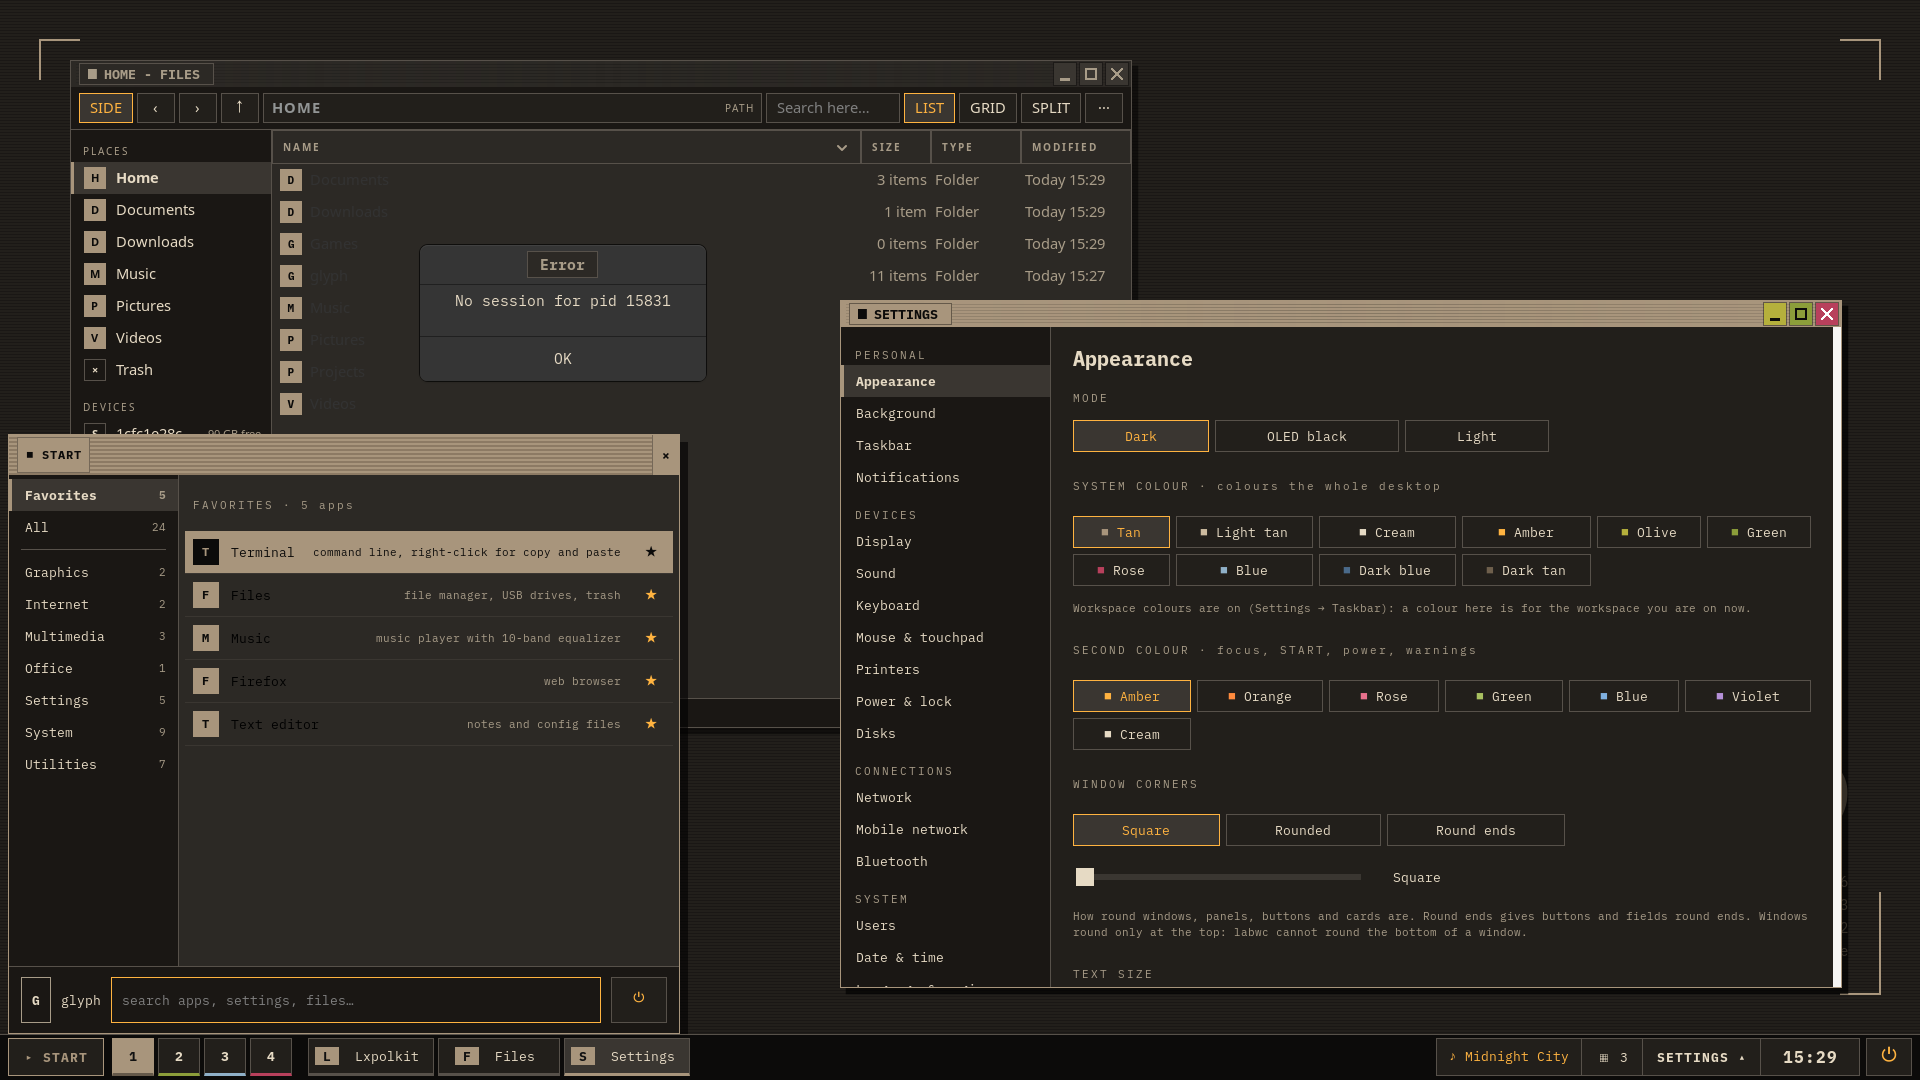 HOME - FILES
SIDE ‹ › ↑ HOME PATH Search here... LIST GRID SPLIT ...
PLACES
Home
Documents
Downloads
Music
Pictures
Videos
Trash
DEVICES
90 GB free
NAME SIZE TYPE MODIFIED
D Documents 3 items Folder Today 15:29
D Downloads 1 item Folder Today 15:29
G Games 0 items Folder Today 15:29
G glyph 11 items Folder Today 15:27
M Music
P Pictures
P Projects
V Videos
Error
No session for pid 15831
OK
START ×
Favorites 5
All 24
Graphics 2
Internet 2
Multimedia 3
Office 1
Settings 5
System 9
Utilities 7
FAVORITES · 5 apps
T Terminal command line, right-click for copy and paste ★
F Files file manager, USB drives, trash ★
M Music music player with 10-band equalizer ★
F Firefox web browser ★
T Text editor notes and config files ★
G glyph search apps, settings, files…
SETTINGS
PERSONAL
Appearance
Background
Taskbar
Notifications
DEVICES
Display
Sound
Keyboard
Mouse & touchpad
Printers
Power & lock
Disks
CONNECTIONS
Network
Mobile network
Bluetooth
SYSTEM
Users
Date & time
Appearance
MODE
Dark OLED black Light
SYSTEM COLOUR · colours the whole desktop
Tan Light tan Cream Amber Olive Green
Rose Blue Dark blue Dark tan
Workspace colours are on (Settings → Taskbar): a colour here is for the workspace you are on now.
SECOND COLOUR · focus, START, power, warnings
Amber Orange Rose Green Blue Violet
Cream
WINDOW CORNERS
Square Rounded Round ends
Square
How round windows, panels, buttons and cards are. Round ends gives buttons and fields round ends. Windows
round only at the top: labwc cannot round the bottom of a window.
TEXT SIZE
▸ START 1 2 3 4 L Lxpolkit F Files S Settings ♪ Midnight City ▦ 3 SETTINGS ▴ 15:29